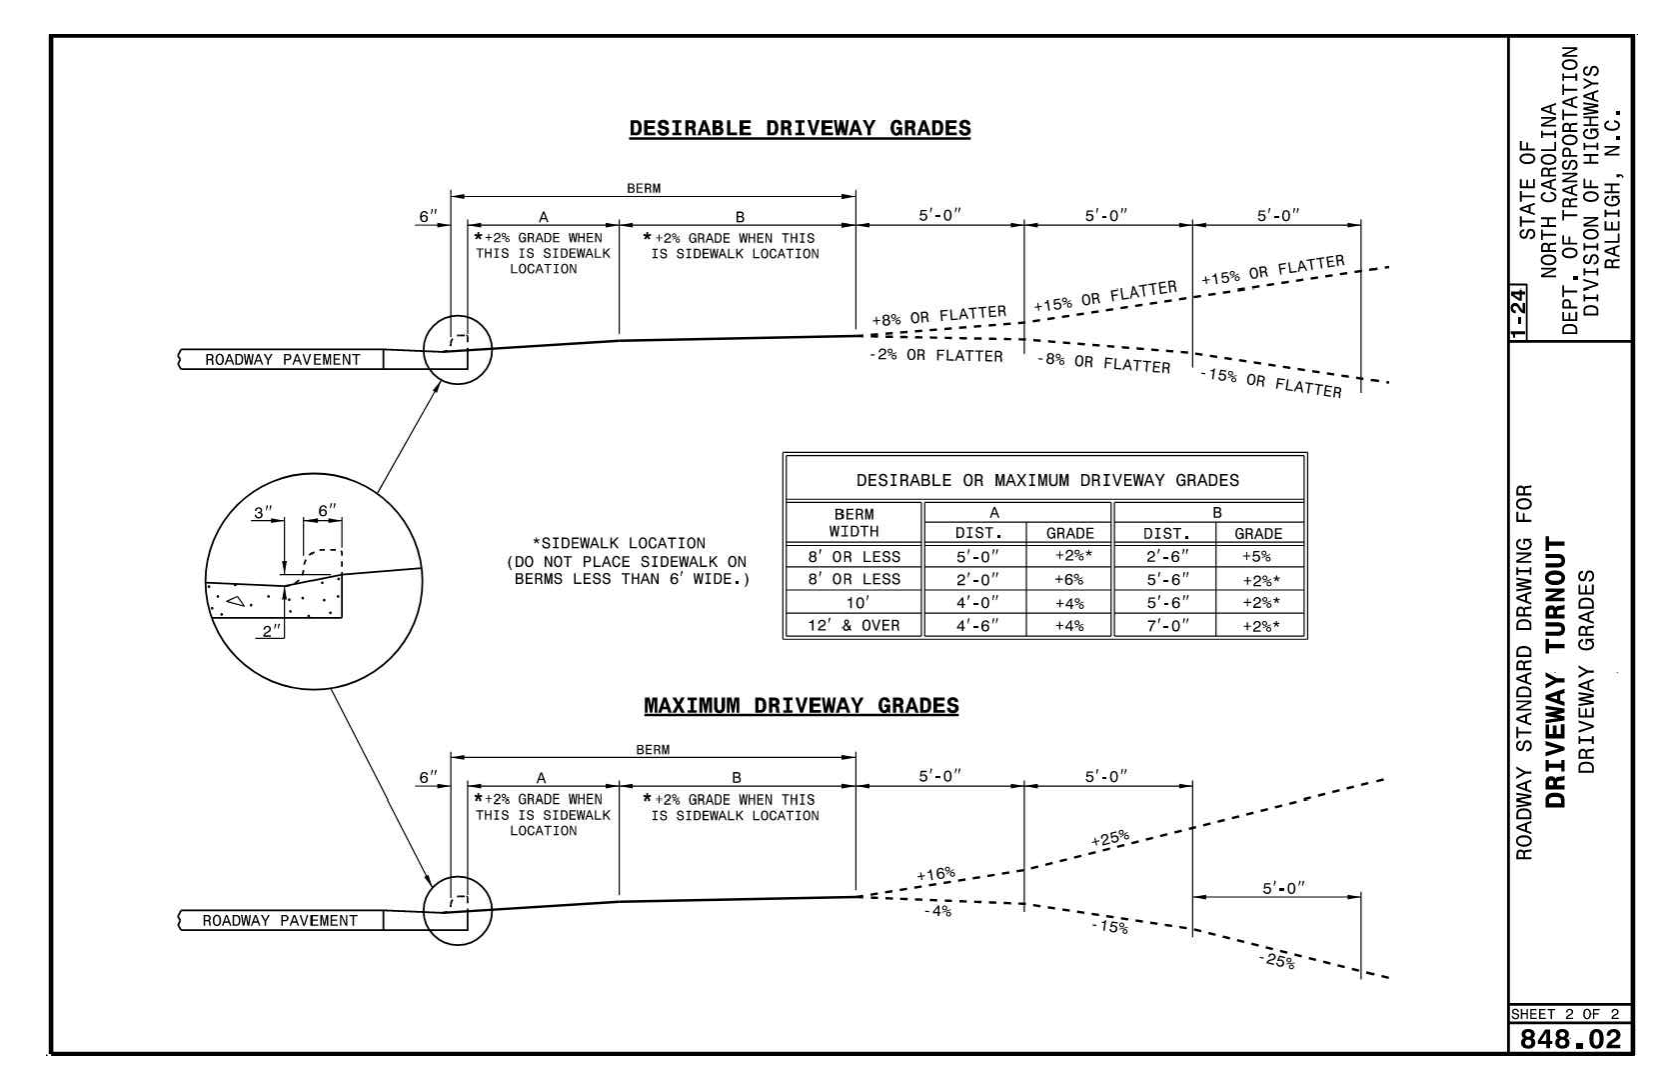 DESIRABLE DRIVEWAY GRADES
BERM
6" A B 5'-0" 5'-0" 5'-0"
*+2% GRADE WHEN
THIS IS SIDEWALK
LOCATION
*+2% GRADE WHEN THIS
IS SIDEWALK LOCATION
+8% OR FLATTER
+15% OR FLATTER
+15% OR FLATTER
-2% OR FLATTER
-8% OR FLATTER
-15% OR FLATTER
ROADWAY PAVEMENT
3" 6"
2"
*SIDEWALK LOCATION
(DO NOT PLACE SIDEWALK ON
BERMS LESS THAN 6' WIDE.)
DESIRABLE OR MAXIMUM DRIVEWAY GRADES
BERM
WIDTH
A B
DIST. GRADE DIST. GRADE
8' OR LESS 5'-0" +2%* 2'-6" +5%
8' OR LESS 2'-0" +6% 5'-6" +2%*
10' 4'-0" +4% 5'-6" +2%*
12' & OVER 4'-6" +4% 7'-0" +2%*
MAXIMUM DRIVEWAY GRADES
BERM
6" A B 5'-0" 5'-0"
*+2% GRADE WHEN
THIS IS SIDEWALK
LOCATION
*+2% GRADE WHEN THIS
IS SIDEWALK LOCATION
+16%
+25%
-4%
-15%
-25%
5'-0"
ROADWAY PAVEMENT
1-24
STATE OF
NORTH CAROLINA
DEPT. OF TRANSPORTATION
DIVISION OF HIGHWAYS
RALEIGH, N.C.
ROADWAY STANDARD DRAWING FOR
DRIVEWAY TURNOUT
DRIVEWAY GRADES
SHEET 2 OF 2
848.02